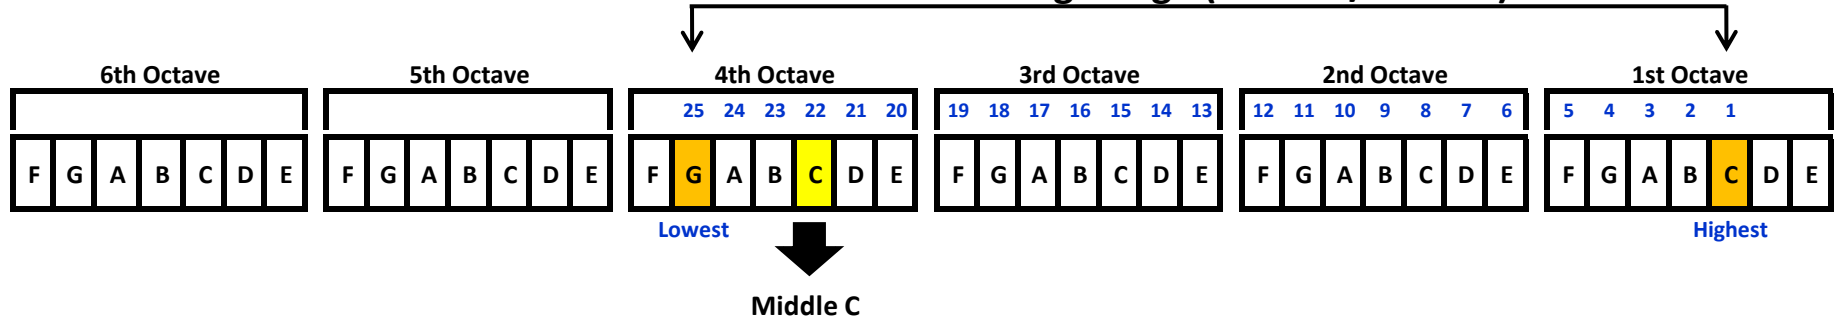 6th Octave 5th Octave 4th Octave 3rd Octave 2nd Octave 1st Octave
25 24 23 22 21 20 19 18 17 16 15 14 13 12 11 10 9 8 7 6 5 4 3 2 1
F G A B C D E F G A B C D E F G A B C D E F G A B C D E F G A B C D E F G A B C D E
Lowest Highest
Middle C